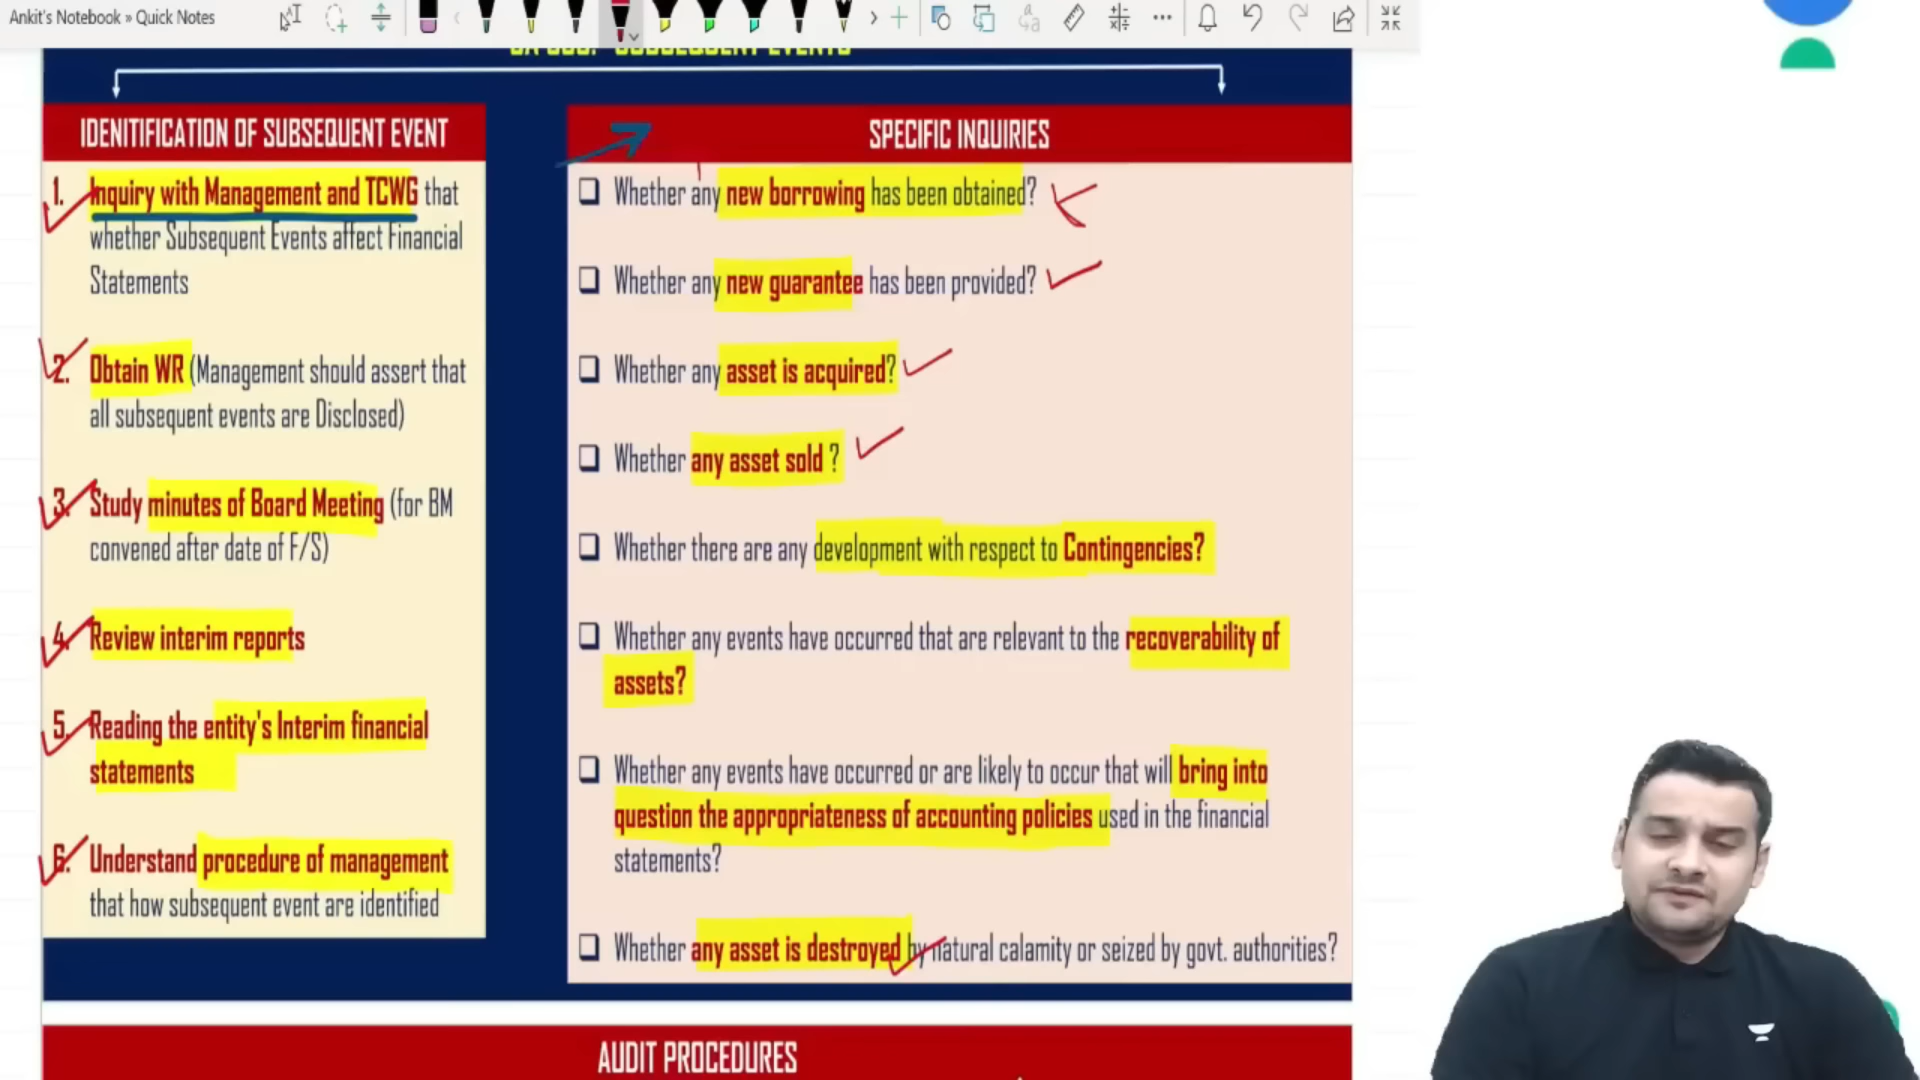 Ankit's Notebook » Quick Notes
SUBSEQUENT EVENTS
IDENITIFICATION OF SUBSEQUENT EVENT
1. Inquiry with Management and TCWG that
whether Subsequent Events affect Financial
Statements
2. Obtain WR (Management should assert that
all subsequent events are Disclosed)
3. Study minutes of Board Meeting (for BM
convened after date of F/S)
4. Review interim reports
5. Reading the entity's Interim financial
statements
6. Understand procedure of management
that how subsequent event are identified
SPECIFIC INQUIRIES
Whether any new borrowing has been obtained?
Whether any new guarantee has been provided?
Whether any asset is acquired?
Whether any asset sold ?
Whether there are any development with respect to Contingencies?
Whether any events have occurred that are relevant to the recoverability of
assets?
Whether any events have occurred or are likely to occur that will bring into
question the appropriateness of accounting policies used in the financial
statements?
Whether any asset is destroyed by natural calamity or seized by govt. authorities?
AUDIT PROCEDURES